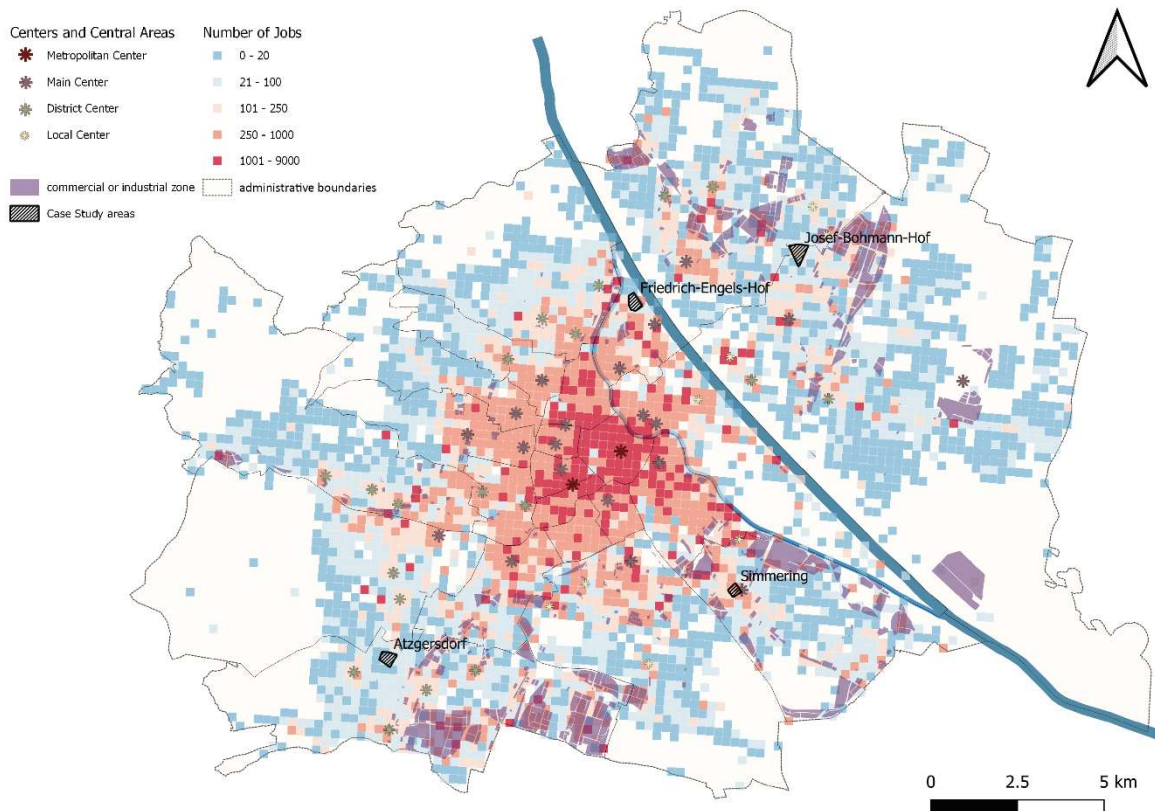 Centers and Central Areas
Metropolitan Center
Main Center
District Center
Local Center
commercial or industrial zone
Case Study areas
Number of Jobs
0 - 20
21 - 100
101 - 250
250 - 1000
1001 - 9000
administrative boundaries
Josef-Bohmann-Hof
Friedrich-Engels-Hof
Simmering
Atzgersdorf
0 2.5 5 km